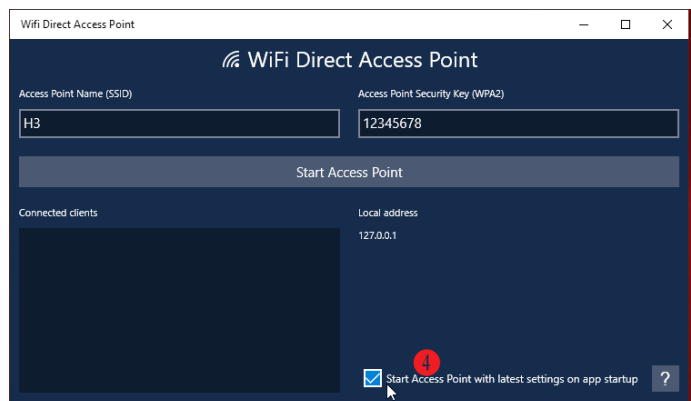 Wifi Direct Access Point
WiFi Direct Access Point
Access Point Name (SSID)
Access Point Security Key (WPA2)
H3
12345678
Start Access Point
Connected clients
Local address
127.0.0.1
4
Start Access Point with latest settings on app startup
?